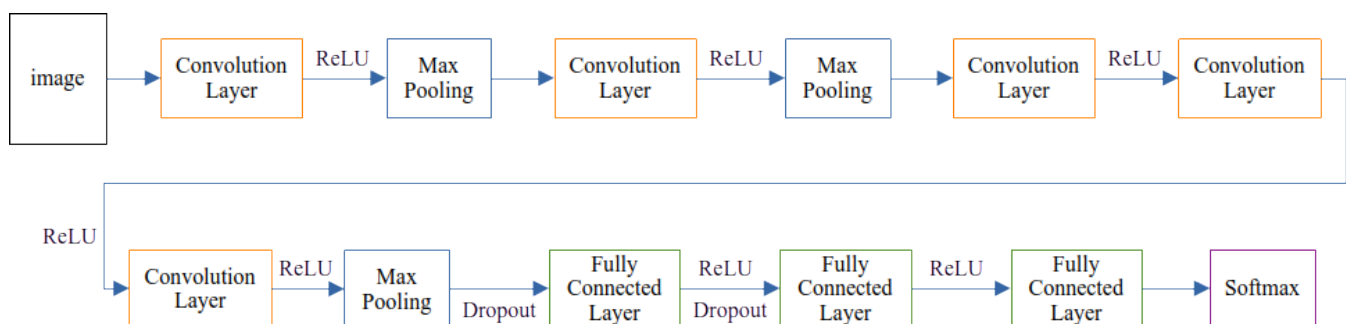 image
Convolution
Layer
ReLU
Max
Pooling
Convolution
Layer
ReLU
Max
Pooling
Convolution
Layer
ReLU
Convolution
Layer
ReLU
Convolution
Layer
ReLU
Max
Pooling
Dropout
Fully
Connected
Layer
ReLU
Dropout
Fully
Connected
Layer
ReLU
Fully
Connected
Layer
Softmax